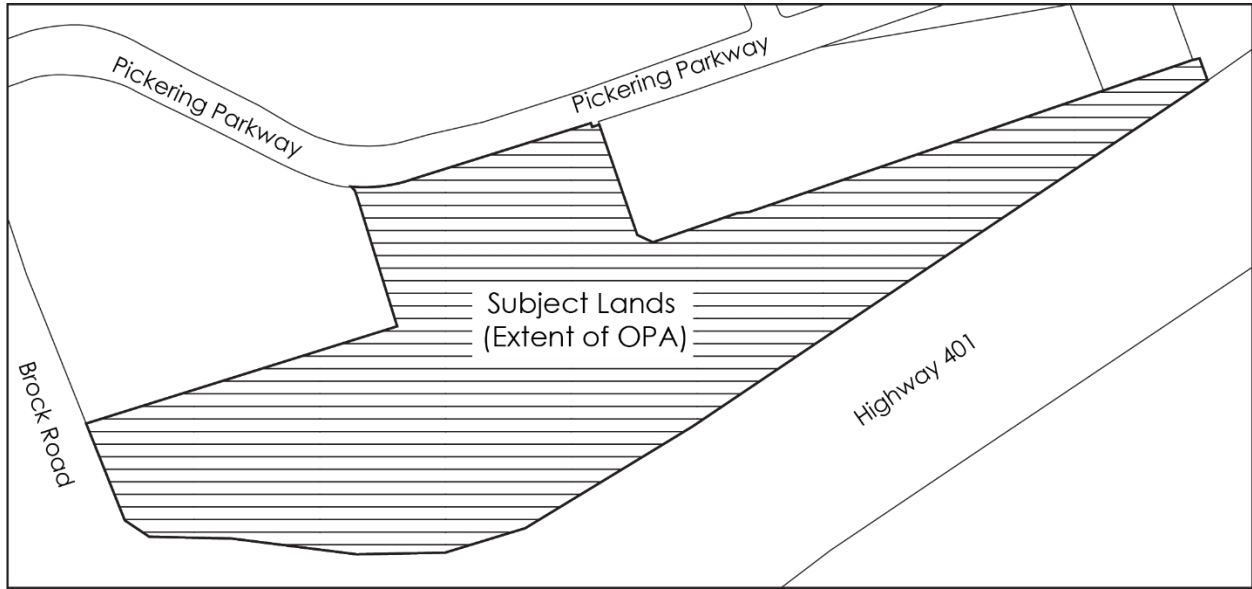 Pickering Parkway
Pickering Parkway
Subject Lands
(Extent of OPA)
Brock Road
Highway 401